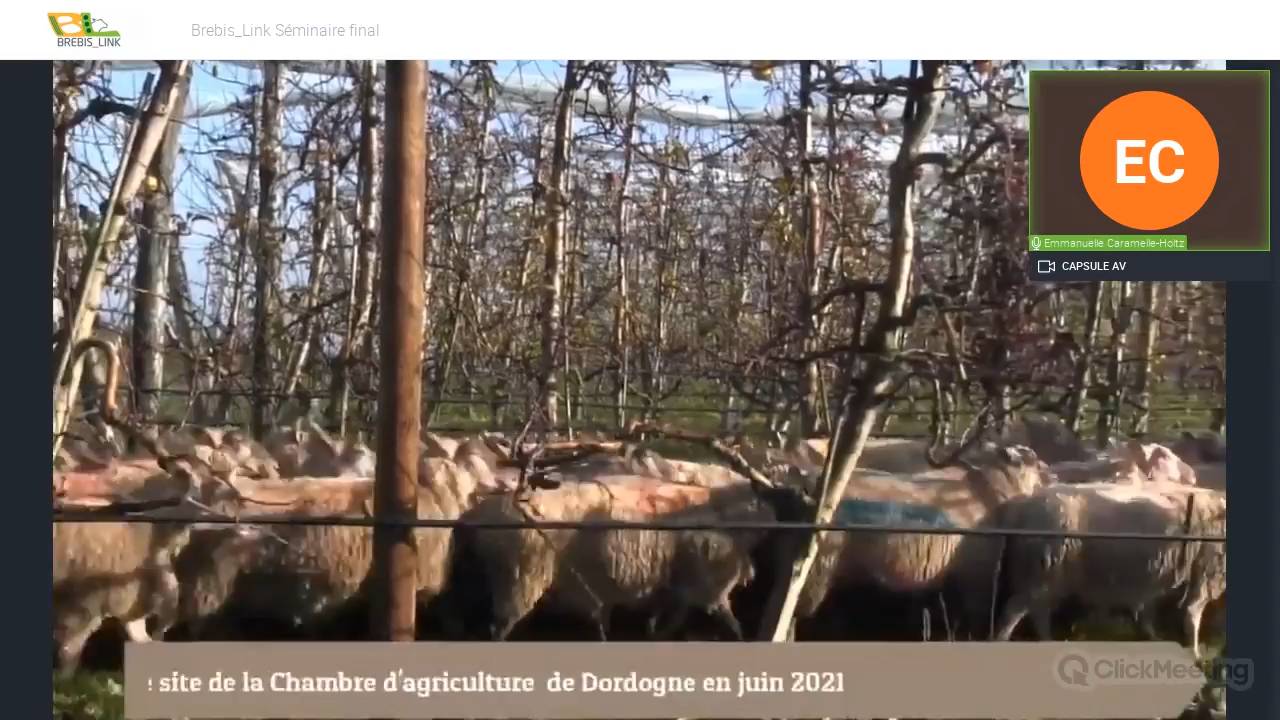 BL
BREBIS_LINK
Brebis_Link Séminaire final
EC
Emmanuelle Caramelle-Holtz
CAPSULE AV
site de la Chambre d'agriculture de Dordogne en juin 2021
ClickMeeting